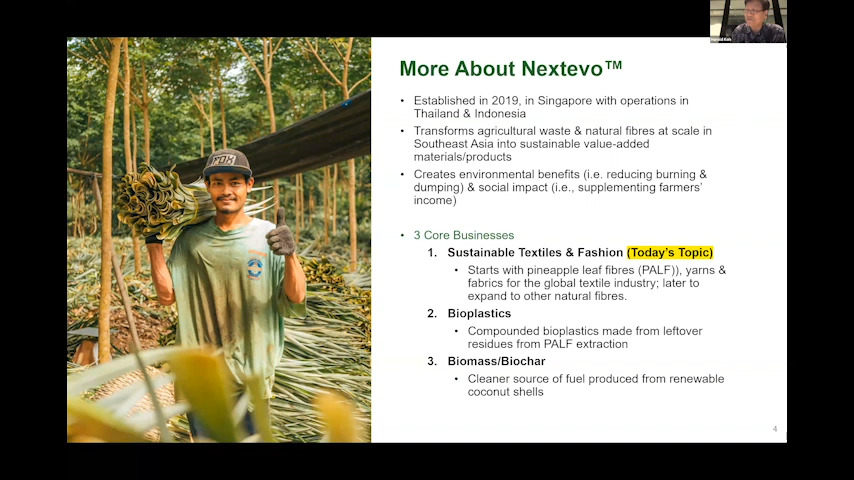 More About Nextevo™
• Established in 2019, in Singapore with operations in
Thailand & Indonesia
• Transforms agricultural waste & natural fibres at scale in
Southeast Asia into sustainable value-added
materials/products
• Creates environmental benefits (i.e. reducing burning &
dumping) & social impact (i.e., supplementing farmers'
income)
• 3 Core Businesses
1. Sustainable Textiles & Fashion (Today's Topic)
• Starts with pineapple leaf fibres (PALF)), yarns &
fabrics for the global textile industry; later to
expand to other natural fibres.
2. Bioplastics
• Compounded bioplastics made from leftover
residues from PALF extraction
3. Biomass/Biochar
• Cleaner source of fuel produced from renewable
coconut shells
4
FOX